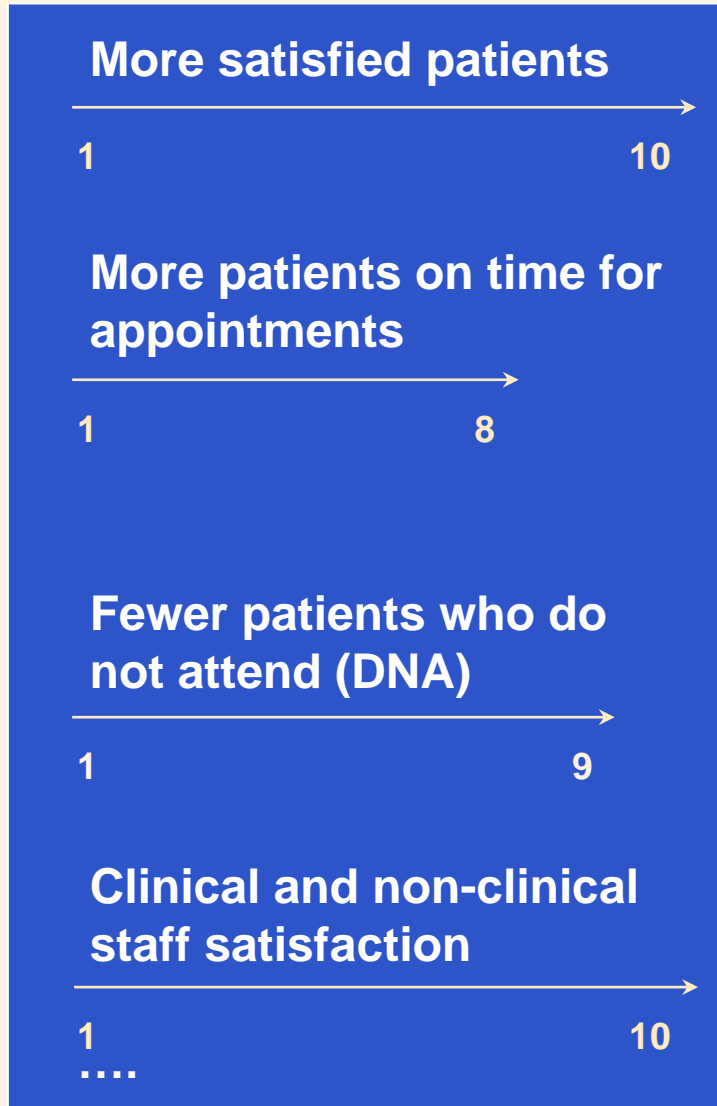 More satisfied patients
1 10
More patients on time for
appointments
1 8
Fewer patients who do
not attend (DNA)
1 9
Clinical and non-clinical
staff satisfaction
1 10
....